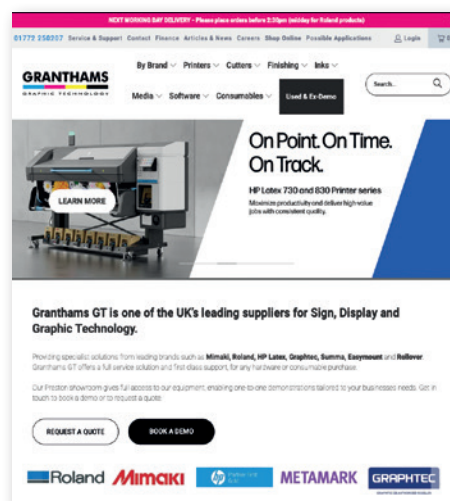 NEXT WORKING DAY DELIVERY - Please place orders before 2:30pm (midday for Roland products)
01772 250207 Service & Support Contact Finance Articles & News Careers Shop Online Possible Applications Login 0
By Brand Printers Cutters Finishing Inks
GRANTHAMS
GRAPHIC TECHNOLOGY
Search...
Media Software Consumables Used & Ex-Demo
On Point. On Time.
On Track.
HP Latex 730 and 830 Printer series
Maximize productivity and deliver high-value
jobs with consistent quality.
LEARN MORE
Granthams GT is one of the UK's leading suppliers for Sign, Display and
Graphic Technology.
Providing specialist solutions from leading brands such as Mimaki, Roland, HP Latex, Graphtec, Summa, Easymount and Rollover.
Granthams GT offers a full service solution and first-class support, for any hardware or consumable purchase.
Our Preston showroom gives full access to our equipment, enabling one-to-one demonstrations tailored to your businesses needs. Get in
touch to book a demo or to request a quote.
REQUEST A QUOTE BOOK A DEMO
Roland Mimaki hp METAMARK GRAPHTEC